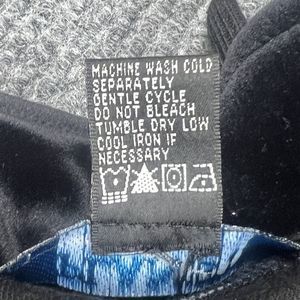 MACHINE WASH COLD
SEPARATELY
GENTLE CYCLE
DO NOT BLEACH
TUMBLE DRY LOW
COOL IRON IF
NECESSARY